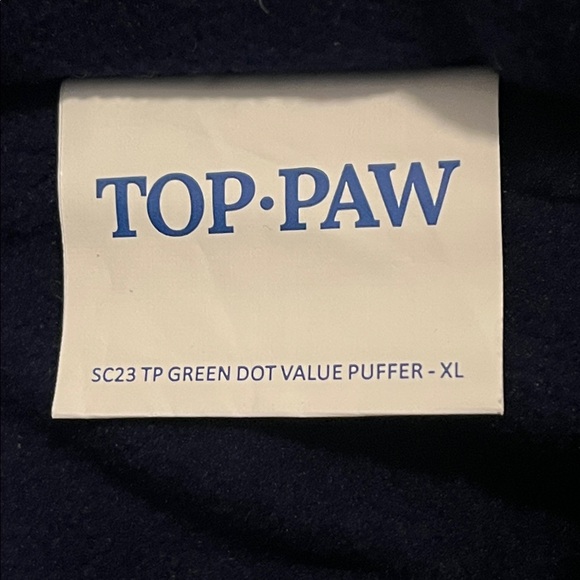 TOP·PAW
SC23 TP GREEN DOT VALUE PUFFER - XL